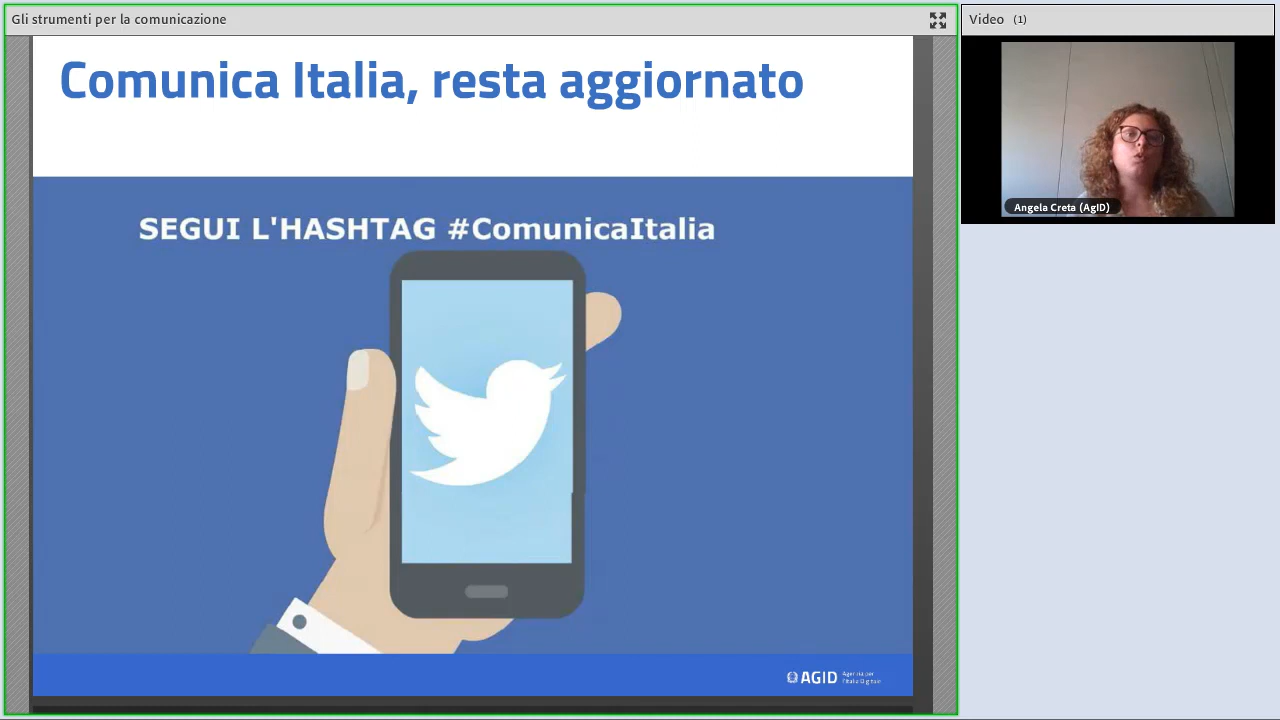 Gli strumenti per la comunicazione
Video (1)
Comunica Italia, resta aggiornato
SEGUI L'HASHTAG #ComunicaItalia
Angela Creta (AgID)
AGID Agenzia per
l'Italia Digitale